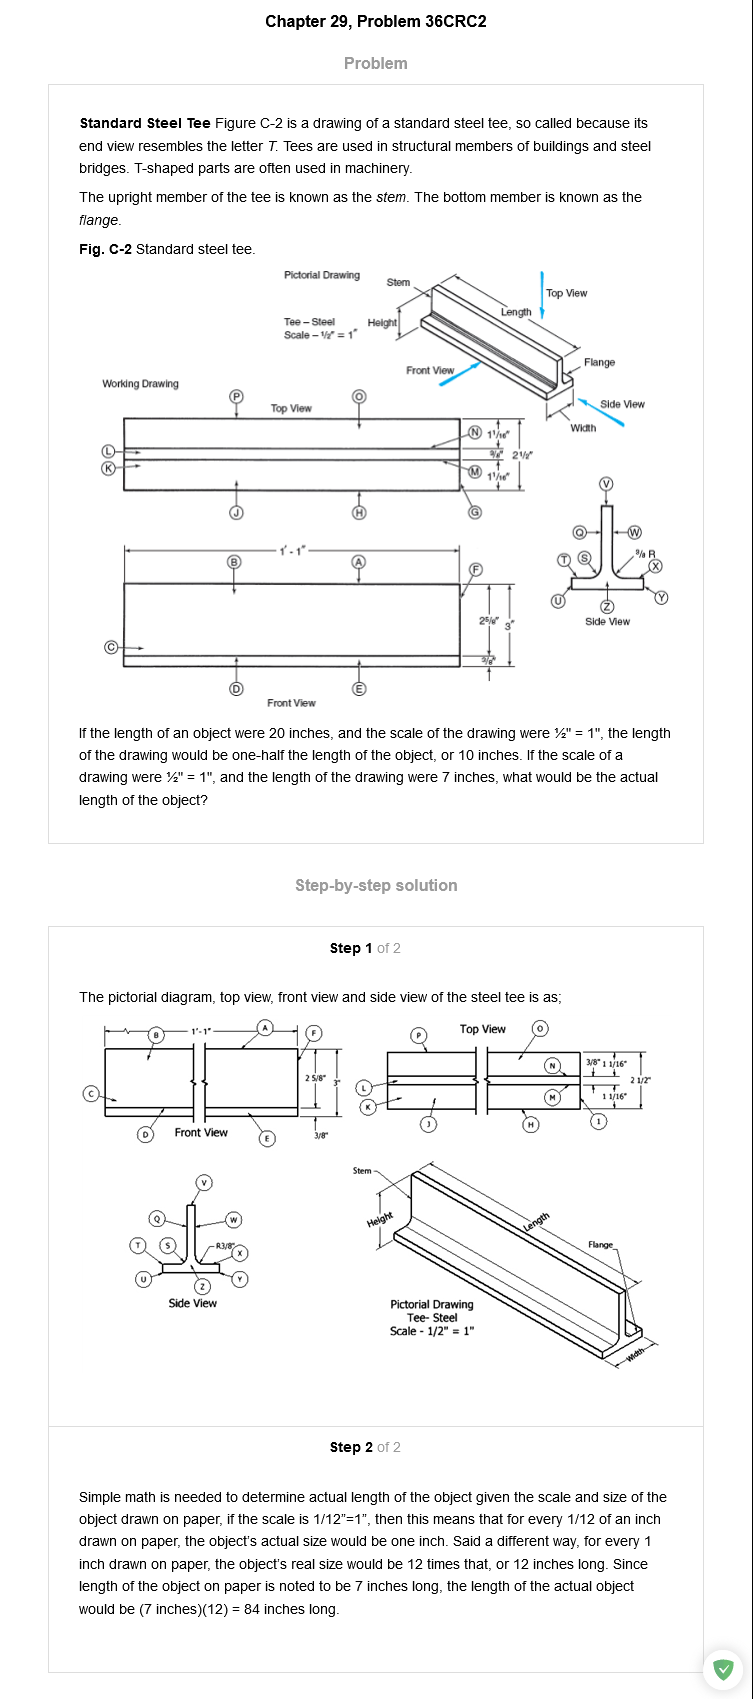 Chapter 29, Problem 36CRC2
Problem
Standard Steel Tee Figure C-2 is a drawing of a standard steel tee, so called because its
end view resembles the letter T. Tees are used in structural members of buildings and steel
bridges. T-shaped parts are often used in machinery.
The upright member of the tee is known as the stem. The bottom member is known as the
flange.
Fig. C-2 Standard steel tee.
Pictorial Drawing
Stem
Top View
Length
Tee – Steel
Height
Scale – 1/2" = 1"
Flange
Front View
Working Drawing
Side View
P
O
Top View
Width
N
1 1/16"
L
3/8"
2 1/2"
K
M
1 1/16"
V
J
H
G
Q
W
1' - 1"
3/8 R
B
A
T
S
X
F
U
Y
Z
2 5/8"
3"
Side View
C
3/8"
D
E
Front View
If the length of an object were 20 inches, and the scale of the drawing were ½" = 1", the length
of the drawing would be one-half the length of the object, or 10 inches. If the scale of a
drawing were ½" = 1", and the length of the drawing were 7 inches, what would be the actual
length of the object?
Step-by-step solution
Step 1 of 2
The pictorial diagram, top view, front view and side view of the steel tee is as;
1'-1"
A
B
F
P
Top View
O
N
3/8"
1 1/16"
2 5/8"
3"
L
2 1/2"
C
K
M
1 1/16"
J
H
1
D
Front View
E
3/8"
Stem
V
Q
W
Height
Length
T
S
R3/8"
X
Flange
U
Z
Y
Side View
Pictorial Drawing
Tee- Steel
Scale - 1/2" = 1"
Width
Step 2 of 2
Simple math is needed to determine actual length of the object given the scale and size of the
object drawn on paper, if the scale is 1/12”=1”, then this means that for every 1/12 of an inch
drawn on paper, the object’s actual size would be one inch. Said a different way, for every 1
inch drawn on paper, the object’s real size would be 12 times that, or 12 inches long. Since
length of the object on paper is noted to be 7 inches long, the length of the actual object
would be (7 inches)(12) = 84 inches long.